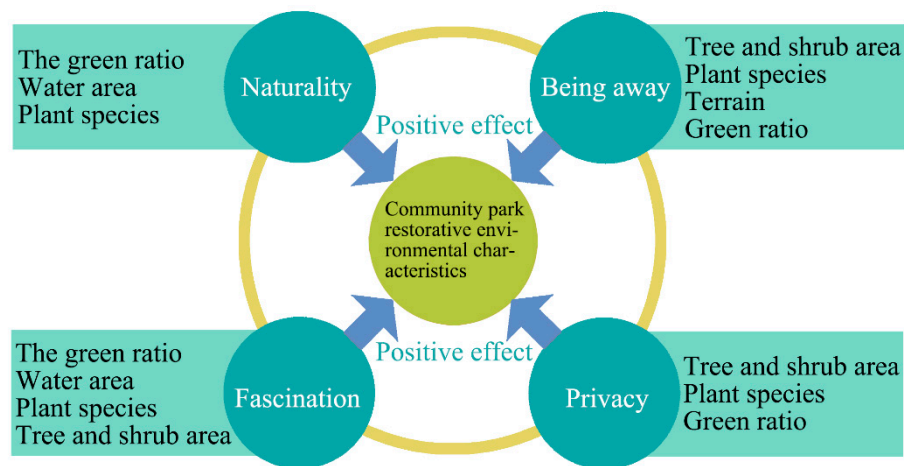 The green ratio
Water area
Plant species
Naturality
Being away
Tree and shrub area
Plant species
Terrain
Green ratio
Positive effect
Community park
restorative envi-
ronmental char-
acteristics
Positive effect
The green ratio
Water area
Plant species
Tree and shrub area
Fascination
Privacy
Tree and shrub area
Plant species
Green ratio